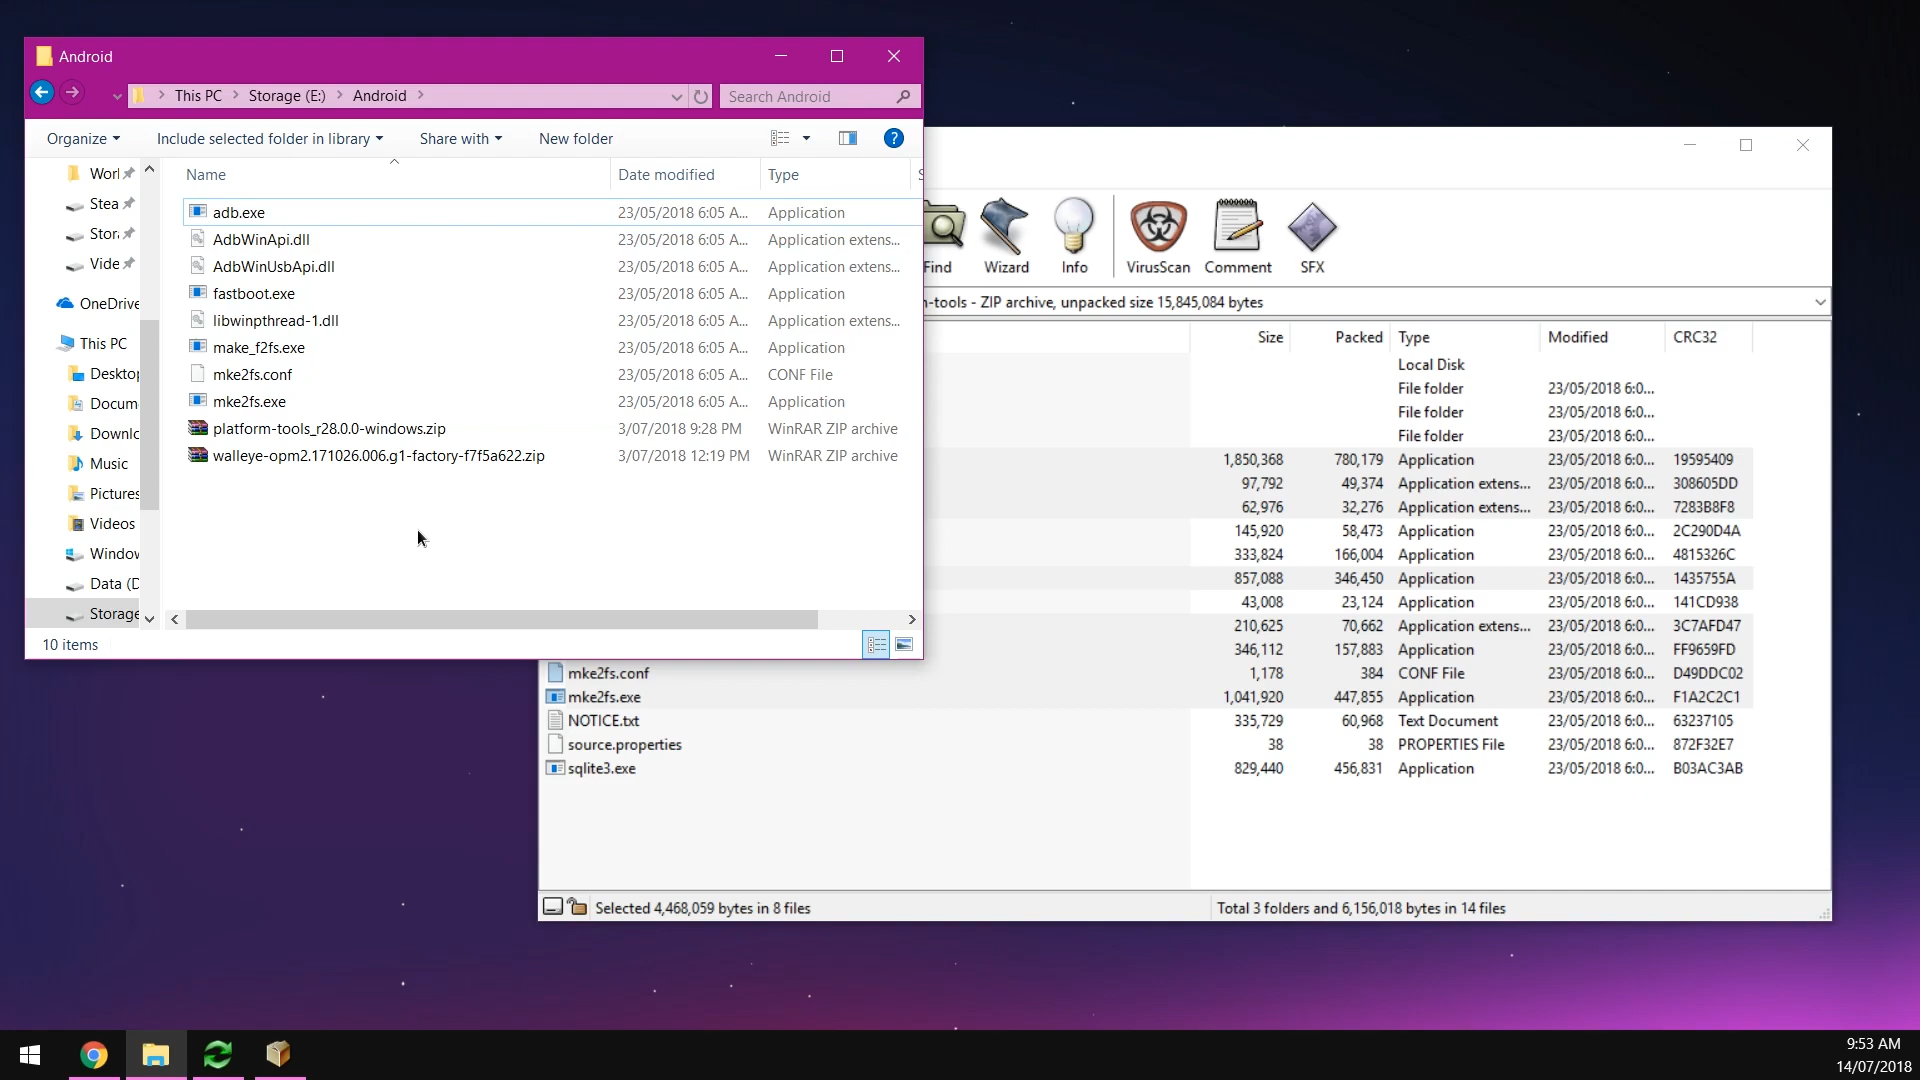 Android
This PC
Storage (E:)
Android
Search Android
Organize
Include selected folder in library
Share with
New folder
Name
Date modified
Type
adb.exe 23/05/2018 6:05 A... Application
AdbWinApi.dll 23/05/2018 6:05 A... Application extens...
AdbWinUsbApi.dll 23/05/2018 6:05 A... Application extens...
fastboot.exe 23/05/2018 6:05 A... Application
libwinpthread-1.dll 23/05/2018 6:05 A... Application extens...
make_f2fs.exe 23/05/2018 6:05 A... Application
mke2fs.conf 23/05/2018 6:05 A... CONF File
mke2fs.exe 23/05/2018 6:05 A... Application
platform-tools_r28.0.0-windows.zip 3/07/2018 9:28 PM WinRAR ZIP archive
walleye-opm2.171026.006.g1-factory-f7f5a622.zip 3/07/2018 12:19 PM WinRAR ZIP archive
Stea
Vide
OneDrive
This PC
Deskto
Docum
Downlc
Music
Pictures
Videos
Windov
Data (D
Storage
10 items
Find
Wizard
Info
VirusScan
Comment
SFX
-tools - ZIP archive, unpacked size 15,845,084 bytes
Size Packed Type Modified CRC32
Local Disk
File folder 23/05/2018 6:0...
File folder 23/05/2018 6:0...
File folder 23/05/2018 6:0...
1,850,368 780,179 Application 23/05/2018 6:0... 19595409
97,792 49,374 Application extens... 23/05/2018 6:0... 308605DD
62,976 32,276 Application extens... 23/05/2018 6:0... 7283B8F8
145,920 58,473 Application 23/05/2018 6:0... 2C290D4A
333,824 166,004 Application 23/05/2018 6:0... 4815326C
857,088 346,450 Application 23/05/2018 6:0... 1435755A
43,008 23,124 Application 23/05/2018 6:0... 141CD938
210,625 70,662 Application extens... 23/05/2018 6:0... 3C7AFD47
346,112 157,883 Application 23/05/2018 6:0... FF9659FD
mke2fs.conf 1,178 384 CONF File 23/05/2018 6:0... D49DDC02
mke2fs.exe 1,041,920 447,855 Application 23/05/2018 6:0... F1A2C2C1
NOTICE.txt 335,729 60,968 Text Document 23/05/2018 6:0... 63237105
source.properties 38 38 PROPERTIES File 23/05/2018 6:0... 872F32E7
sqlite3.exe 829,440 456,831 Application 23/05/2018 6:0... B03AC3AB
Selected 4,468,059 bytes in 8 files
Total 3 folders and 6,156,018 bytes in 14 files
9:53 AM
14/07/2018